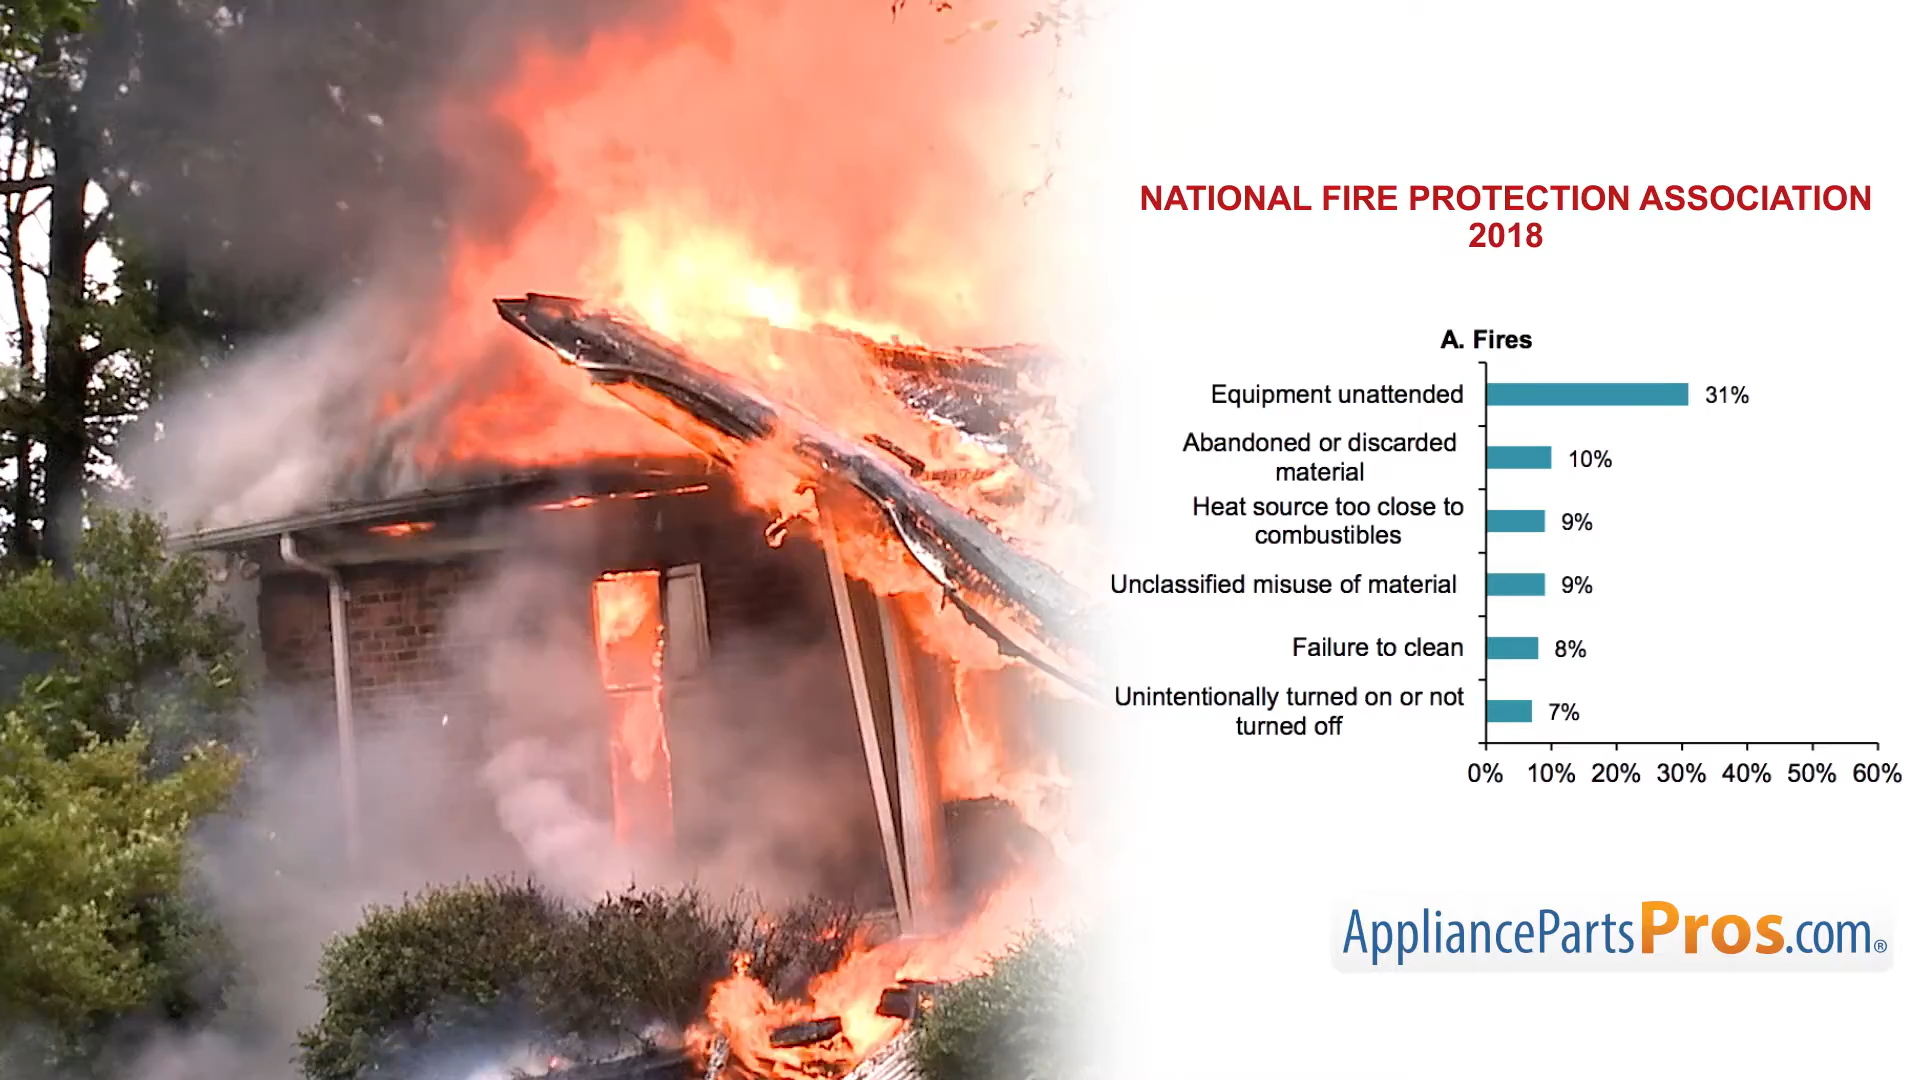 NATIONAL FIRE PROTECTION ASSOCIATION
2018
A. Fires
Equipment unattended 31%
Abandoned or discarded
material 10%
Heat source too close to
combustibles 9%
Unclassified misuse of material 9%
Failure to clean 8%
Unintentionally turned on or not
turned off 7%
0% 10% 20% 30% 40% 50% 60%
AppliancePartsPros.com®